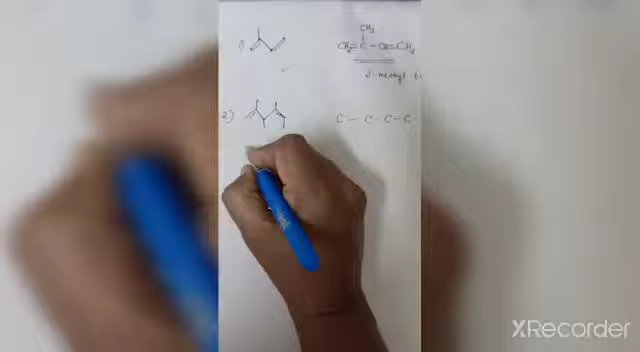 1)
CH₃
CH₂=C-CH=CH₂
2-methyl
2)
C - C - C - C
XRecorder